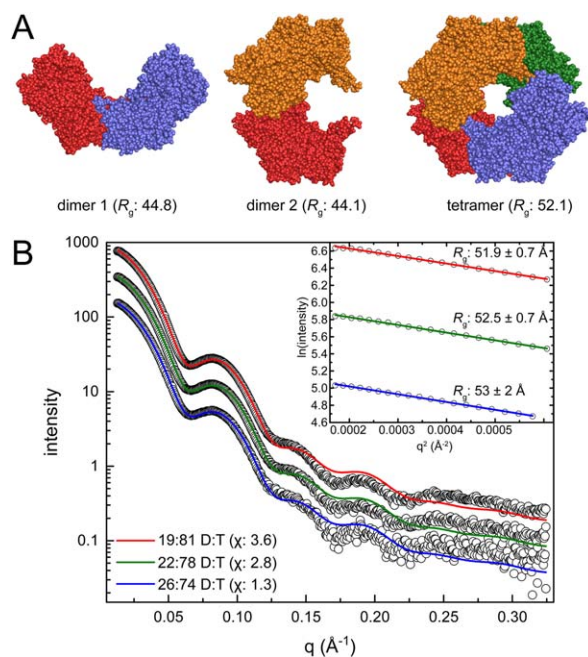 A
dimer 1 (Rg: 44.8)
dimer 2 (Rg: 44.1)
tetramer (Rg: 52.1)
B
1000
100
10
1
0.1
intensity
0.05 0.10 0.15 0.20 0.25 0.30
q (Å-1)
19:81 D:T (χ: 3.6)
22:78 D:T (χ: 2.8)
26:74 D:T (χ: 1.3)
6.6
6.4
6.2
6.0
5.8
5.6
5.4
5.2
5.0
4.8
4.6
ln(intensity)
Rg: 51.9 ± 0.7 Å
Rg: 52.5 ± 0.7 Å
Rg: 53 ± 2 Å
0.0002 0.0003 0.0004 0.0005
q2 (Å-2)